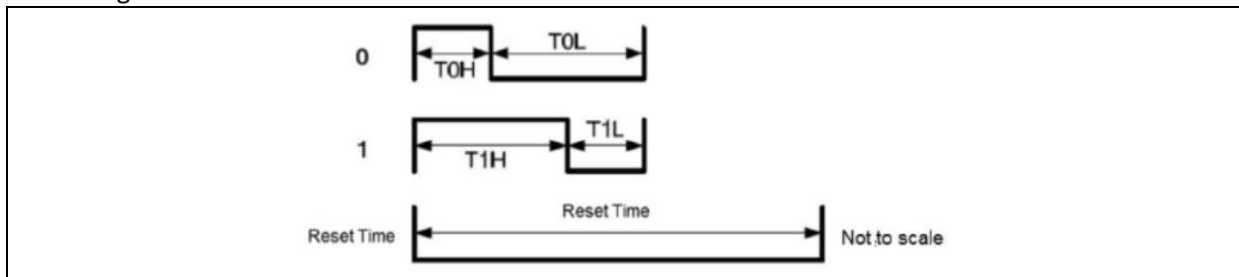 0
T0H
T0L
1
T1H
T1L
Reset Time
Reset Time
Not to scale